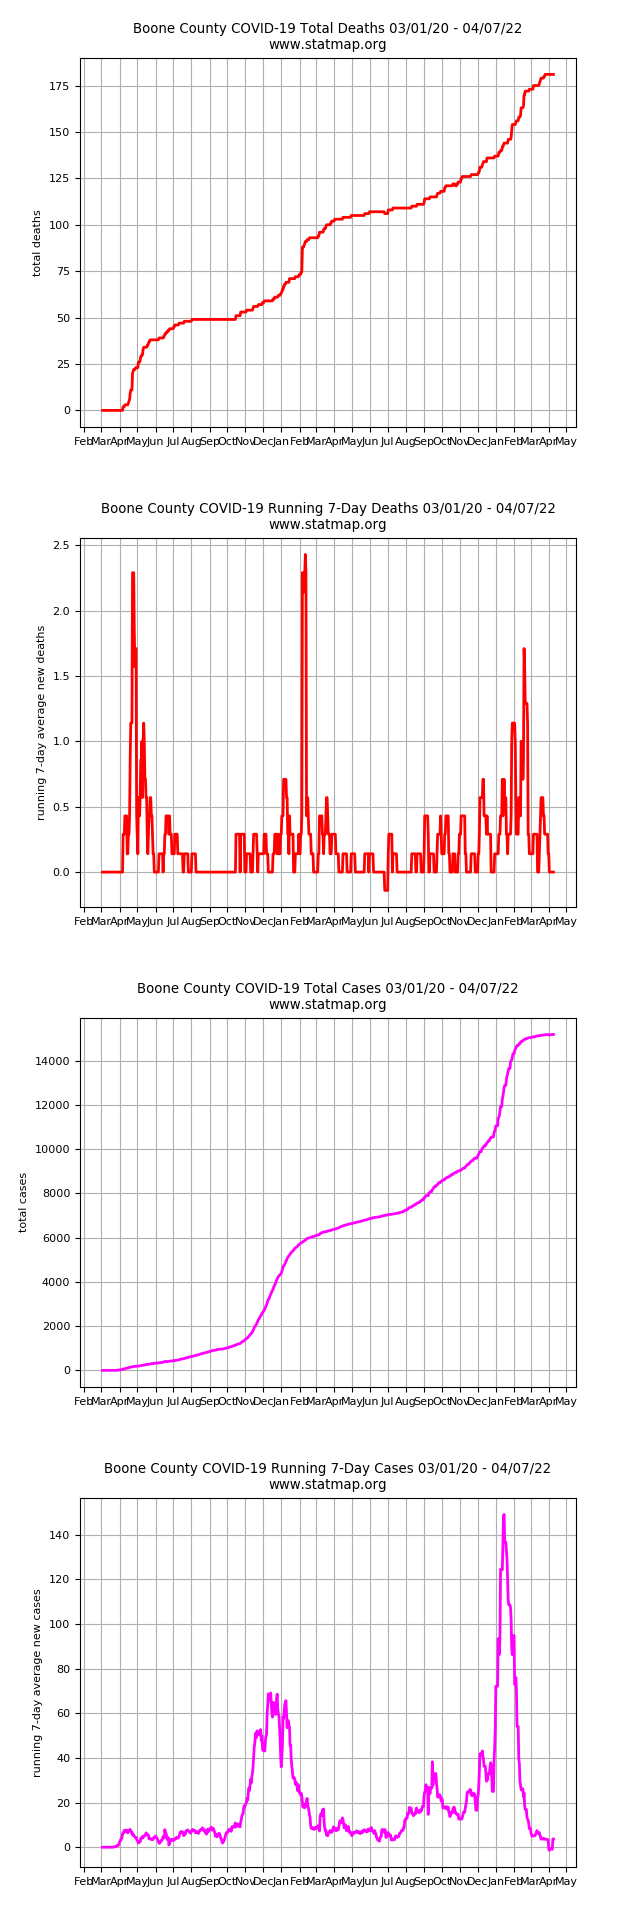 Boone County COVID-19 Total Deaths 03/01/20 - 04/07/22
www.statmap.org
175
150
125
100
75
50
25
0
total deaths
Feb Mar Apr May Jun Jul Aug Sep Oct Nov Dec Jan Feb Mar Apr May Jun Jul Aug Sep Oct Nov Dec Jan Feb Mar Apr May
Boone County COVID-19 Running 7-Day Deaths 03/01/20 - 04/07/22
www.statmap.org
2.5
2.0
1.5
1.0
0.5
0.0
running 7-day average new deaths
Feb Mar Apr May Jun Jul Aug Sep Oct Nov Dec Jan Feb Mar Apr May Jun Jul Aug Sep Oct Nov Dec Jan Feb Mar Apr May
Boone County COVID-19 Total Cases 03/01/20 - 04/07/22
www.statmap.org
14000
12000
10000
8000
6000
4000
2000
0
total cases
Feb Mar Apr May Jun Jul Aug Sep Oct Nov Dec Jan Feb Mar Apr May Jun Jul Aug Sep Oct Nov Dec Jan Feb Mar Apr May
Boone County COVID-19 Running 7-Day Cases 03/01/20 - 04/07/22
www.statmap.org
140
120
100
80
60
40
20
0
running 7-day average new cases
Feb Mar Apr May Jun Jul Aug Sep Oct Nov Dec Jan Feb Mar Apr May Jun Jul Aug Sep Oct Nov Dec Jan Feb Mar Apr May